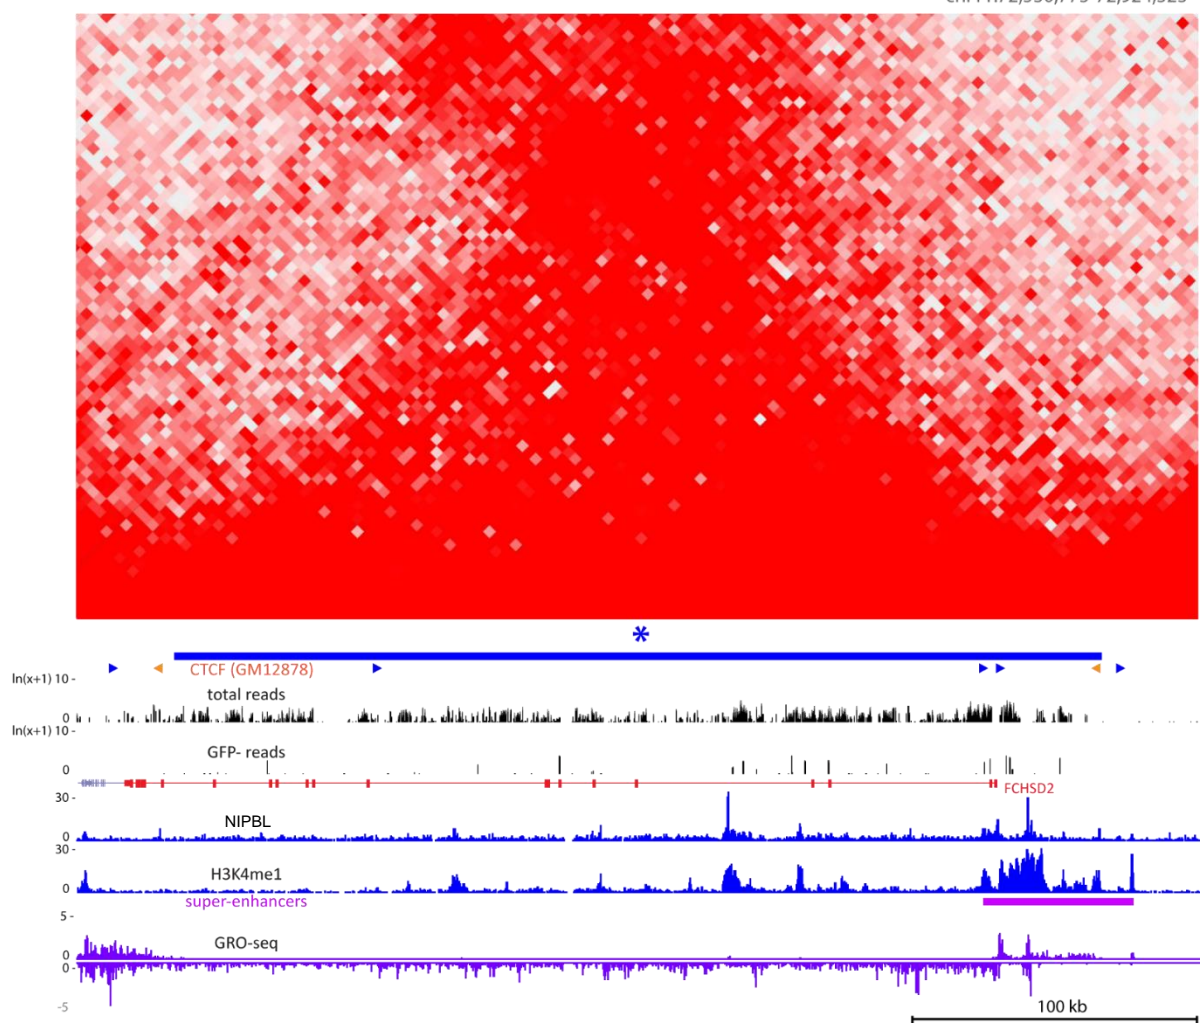 *
CTCF (GM12878)
ln(x+1) 10 -
total reads
0
ln(x+1) 10 -
GFP- reads
0
FCHSD2
30 -
NIPBL
0
30 -
H3K4me1
0
super-enhancers
5 -
GRO-seq
0
0-
-5
100 kb